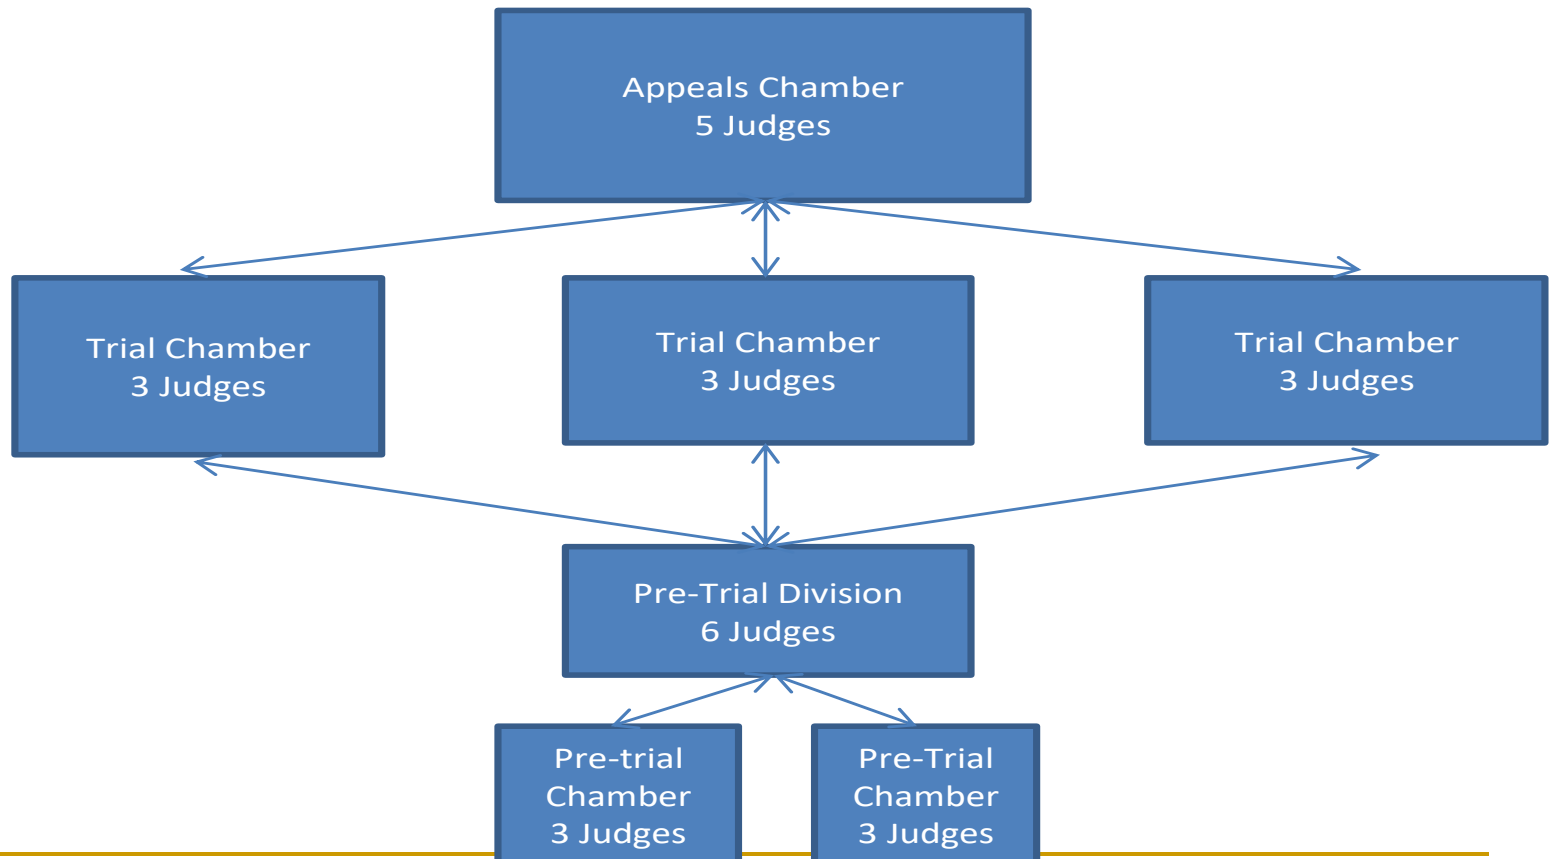 Appeals Chamber
5 Judges
Trial Chamber
3 Judges
Trial Chamber
3 Judges
Trial Chamber
3 Judges
Pre-Trial Division
6 Judges
Pre-trial
Chamber
3 Judges
Pre-Trial
Chamber
3 Judges